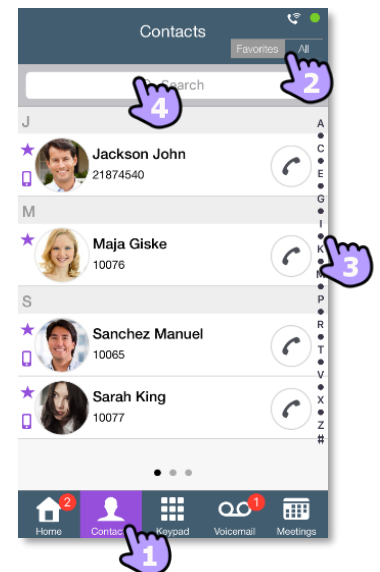 Contacts
Favorites All
2
Search
4
J
Jackson John
21874540
M
Maja Giske
10076
S
Sanchez Manuel
10065
Sarah King
10077
A
C
E
G
I
K
3
M
P
R
T
V
X
Z
#
2
1
Home Contac Keypad Voicemail Meetings
1